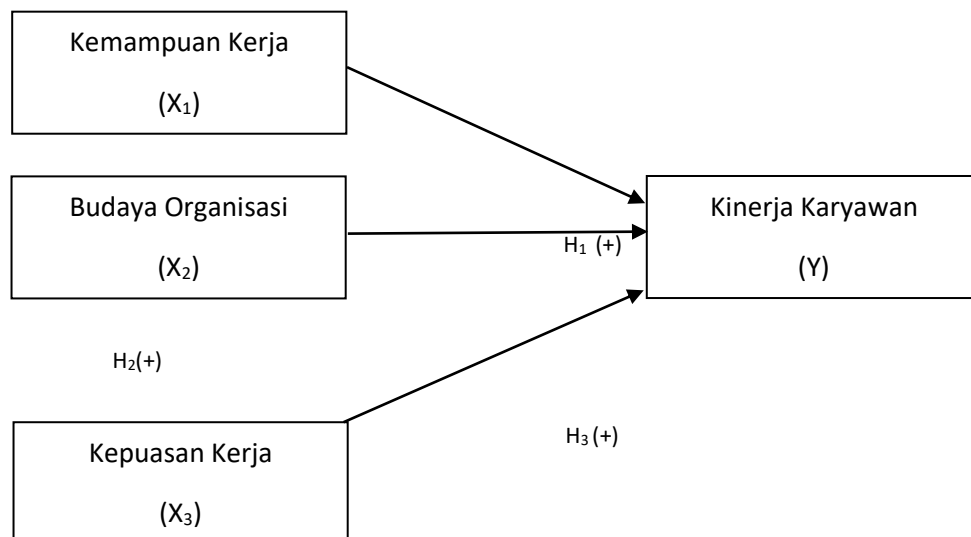 Kemampuan Kerja
(X₁)
Budaya Organisasi
(X₂)
Kinerja Karyawan
(Y)
H₁ (+)
H₂(+)
Kepuasan Kerja
(X₃)
H₃ (+)